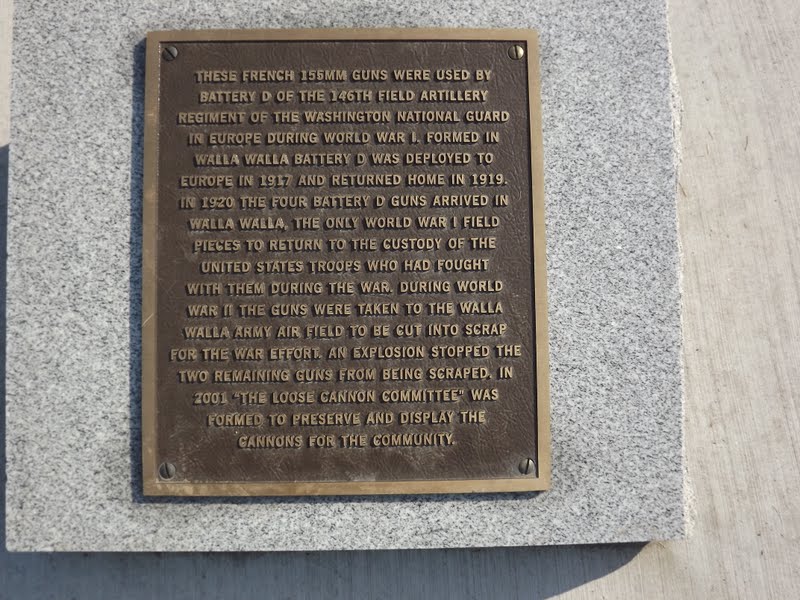 THESE FRENCH 155MM GUNS WERE USED BY
BATTERY D OF THE 146TH FIELD ARTILLERY
REGIMENT OF THE WASHINGTON NATIONAL GUARD
IN EUROPE DURING WORLD WAR I. FORMED IN
WALLA WALLA BATTERY D WAS DEPLOYED TO
EUROPE IN 1917 AND RETURNED HOME IN 1919.
IN 1920 THE FOUR BATTERY D GUNS ARRIVED IN
WALLA WALLA, THE ONLY WORLD WAR I FIELD
PIECES TO RETURN TO THE CUSTODY OF THE
UNITED STATES TROOPS WHO HAD FOUGHT
WITH THEM DURING THE WAR. DURING WORLD
WAR II THE GUNS WERE TAKEN TO THE WALLA
WALLA ARMY AIR FIELD TO BE CUT INTO SCRAP
FOR THE WAR EFFORT. AN EXPLOSION STOPPED THE
TWO REMAINING GUNS FROM BEING SCRAPED. IN
2001 "THE LOOSE CANNON COMMITTEE" WAS
FORMED TO PRESERVE AND DISPLAY THE
CANNONS FOR THE COMMUNITY.